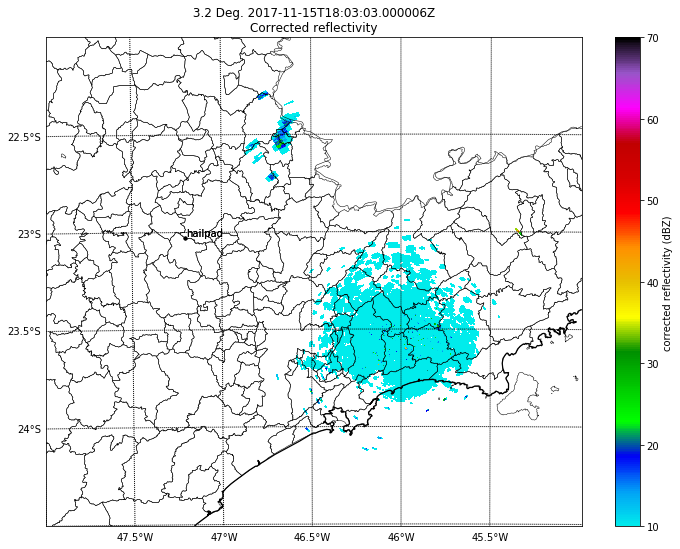 3.2 Deg. 2017-11-15T18:03:03.000006Z
Corrected reflectivity
22.5°S
23°S
23.5°S
24°S
hailpad
47.5°W
47°W
46.5°W
46°W
45.5°W
70
60
50
40
30
20
10
corrected reflectivity (dBZ)